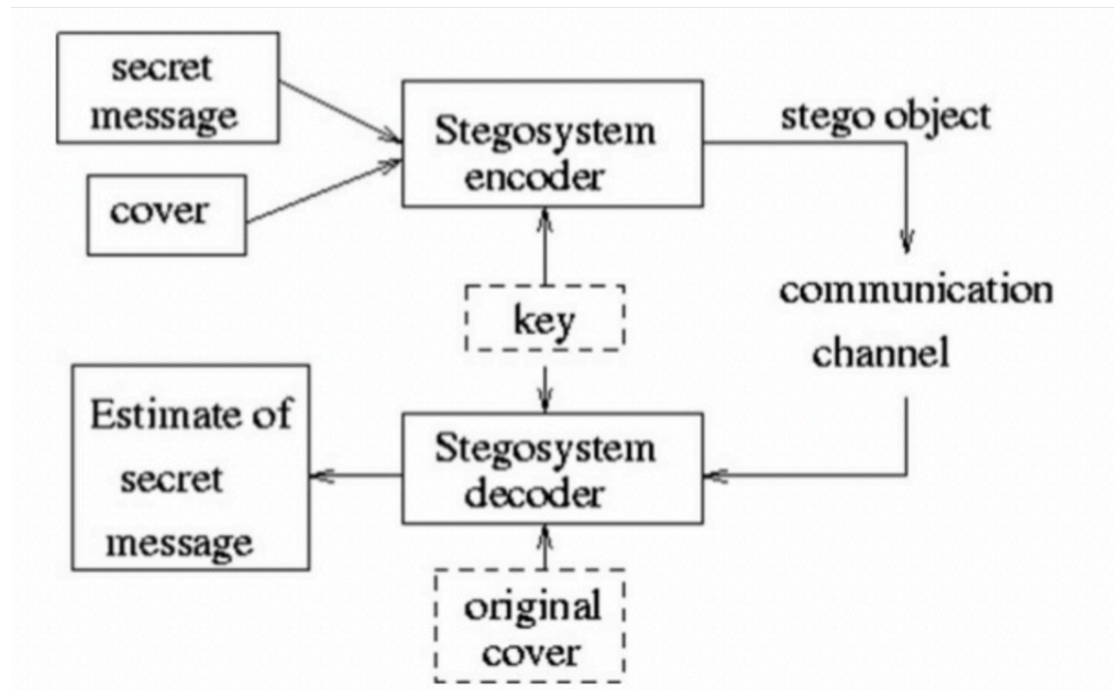 secret
message
cover
Stegosystem
encoder
stego object
key
communication
channel
Estimate of
secret
message
Stegosystem
decoder
original
cover